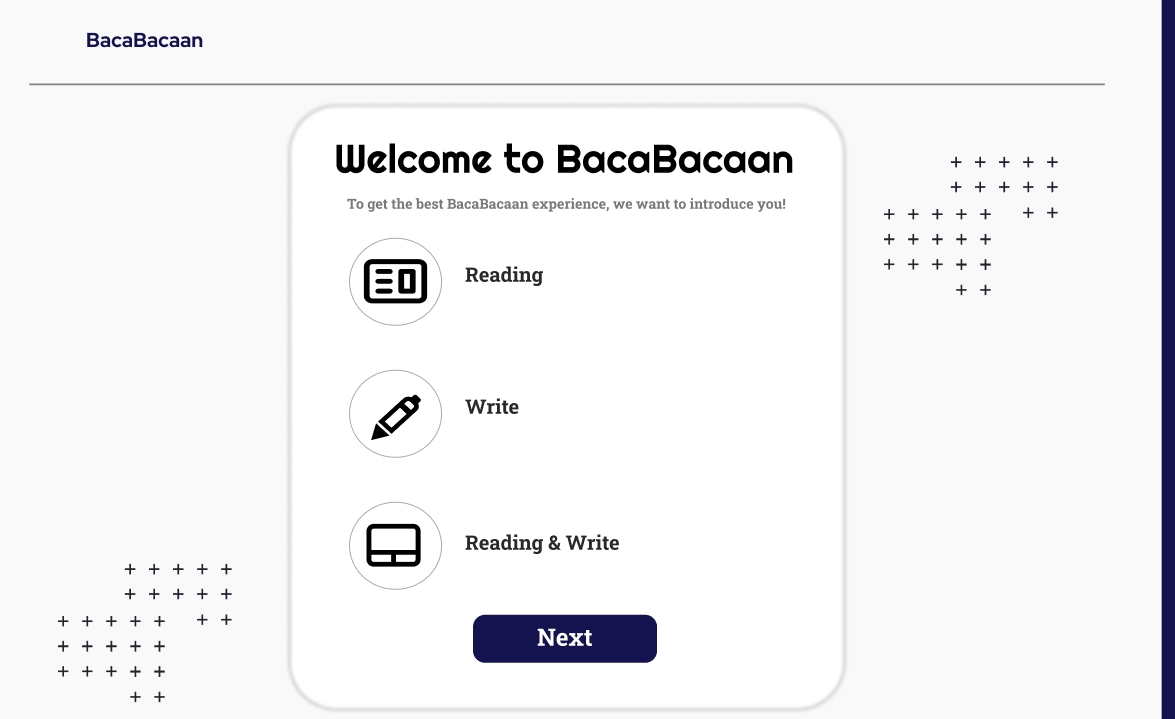 BacaBacaan
Welcome to BacaBacaan
To get the best BacaBacaan experience, we want to introduce you!
Reading
Write
Reading & Write
Next